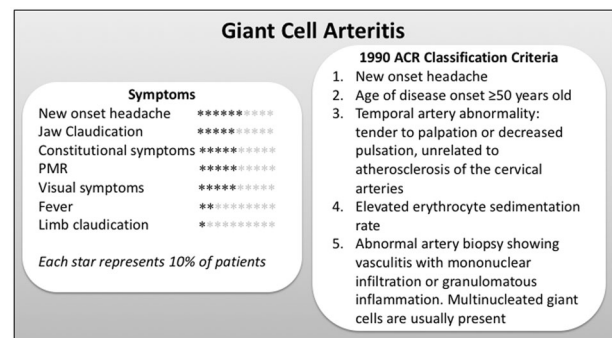 Giant Cell Arteritis
Symptoms
New onset headache **********
Jaw Claudication **********
Constitutional symptoms **********
PMR **********
Visual symptoms **********
Fever **********
Limb claudication **********
Each star represents 10% of patients
1990 ACR Classification Criteria
1. New onset headache
2. Age of disease onset ≥50 years old
3. Temporal artery abnormality:
tender to palpation or decreased
pulsation, unrelated to
atherosclerosis of the cervical
arteries
4. Elevated erythrocyte sedimentation
rate
5. Abnormal artery biopsy showing
vasculitis with mononuclear
infiltration or granulomatous
inflammation. Multinucleated giant
cells are usually present